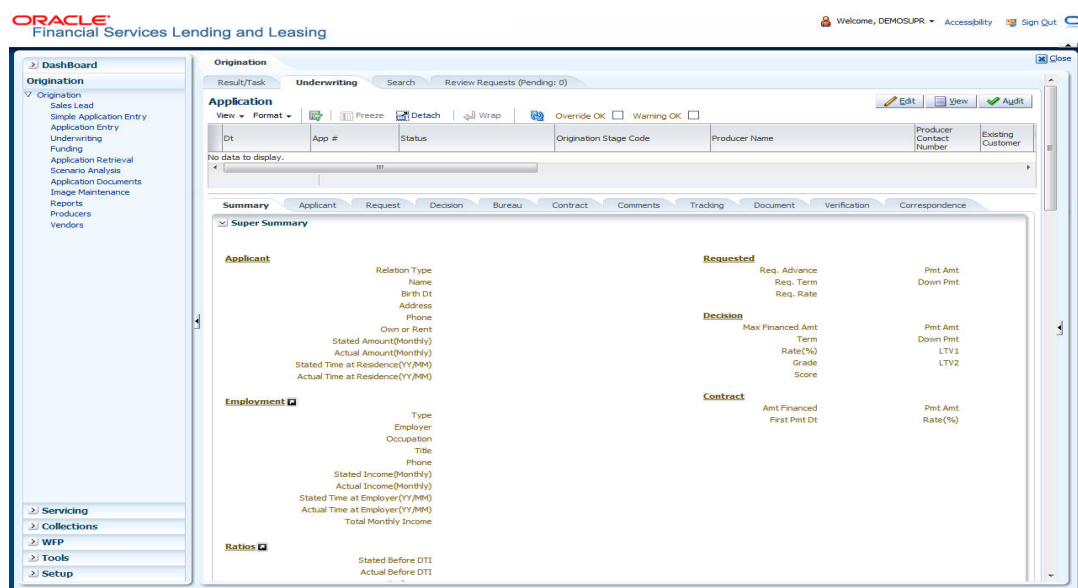 ORACLE
Financial Services Lending and Leasing
Welcome, DEMOSUPR Accessibility Sign Out
Close
DashBoard
Origination
Origination
Sales Lead
Simple Application Entry
Application Entry
Underwriting
Funding
Application Retrieval
Scenario Analysis
Application Documents
Image Maintenance
Reports
Producers
Vendors
Servicing
Collections
WFP
Tools
Setup
Origination
Result/Task Underwriting Search Review Requests (Pending: 0)
Application
Edit View Audit
View Format Freeze Detach Wrap Override OK Warning OK
Dt App # Status Origination Stage Code Producer Name Producer Contact Number Existing Customer
No data to display.
Summary Applicant Request Decision Bureau Contract Comments Tracking Document Verification Correspondence
Super Summary
Applicant
Relation Type
Name
Birth Dt
Address
Phone
Own or Rent
Stated Amount(Monthly)
Actual Amount(Monthly)
Stated Time at Residence(YY/MM)
Actual Time at Residence(YY/MM)
Employment
Type
Employer
Occupation
Title
Phone
Stated Income(Monthly)
Actual Income(Monthly)
Stated Time at Employer(YY/MM)
Actual Time at Employer(YY/MM)
Total Monthly Income
Ratios
Stated Before DTI
Actual Before DTI
Requested
Req. Advance Pmt Amt
Req. Term Down Pmt
Req. Rate
Decision
Max Financed Amt Pmt Amt
Term Down Pmt
Rate(%) LTV1
Grade LTV2
Score
Contract
Amt Financed Pmt Amt
First Pmt Dt Rate(%)